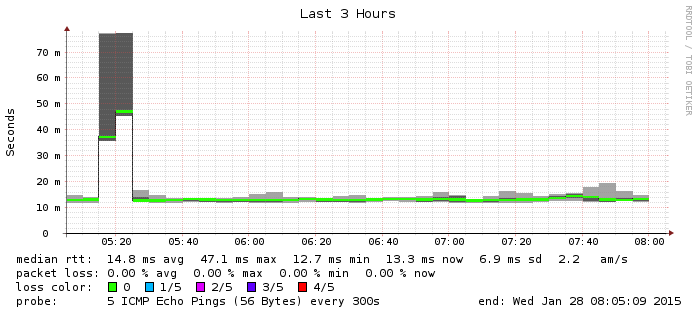 Last 3 Hours
RRDTOOL / TOBI OETIKER
Seconds
70 m
60 m
50 m
40 m
30 m
20 m
10 m
0
05:20 05:40 06:00 06:20 06:40 07:00 07:20 07:40 08:00
median rtt: 14.8 ms avg 47.1 ms max 12.7 ms min 13.3 ms now 6.9 ms sd 2.2 am/s
packet loss: 0.00 % avg 0.00 % max 0.00 % min 0.00 % now
loss color: 0 1/5 2/5 3/5 4/5
probe: 5 ICMP Echo Pings (56 Bytes) every 300s end: Wed Jan 28 08:05:09 2015